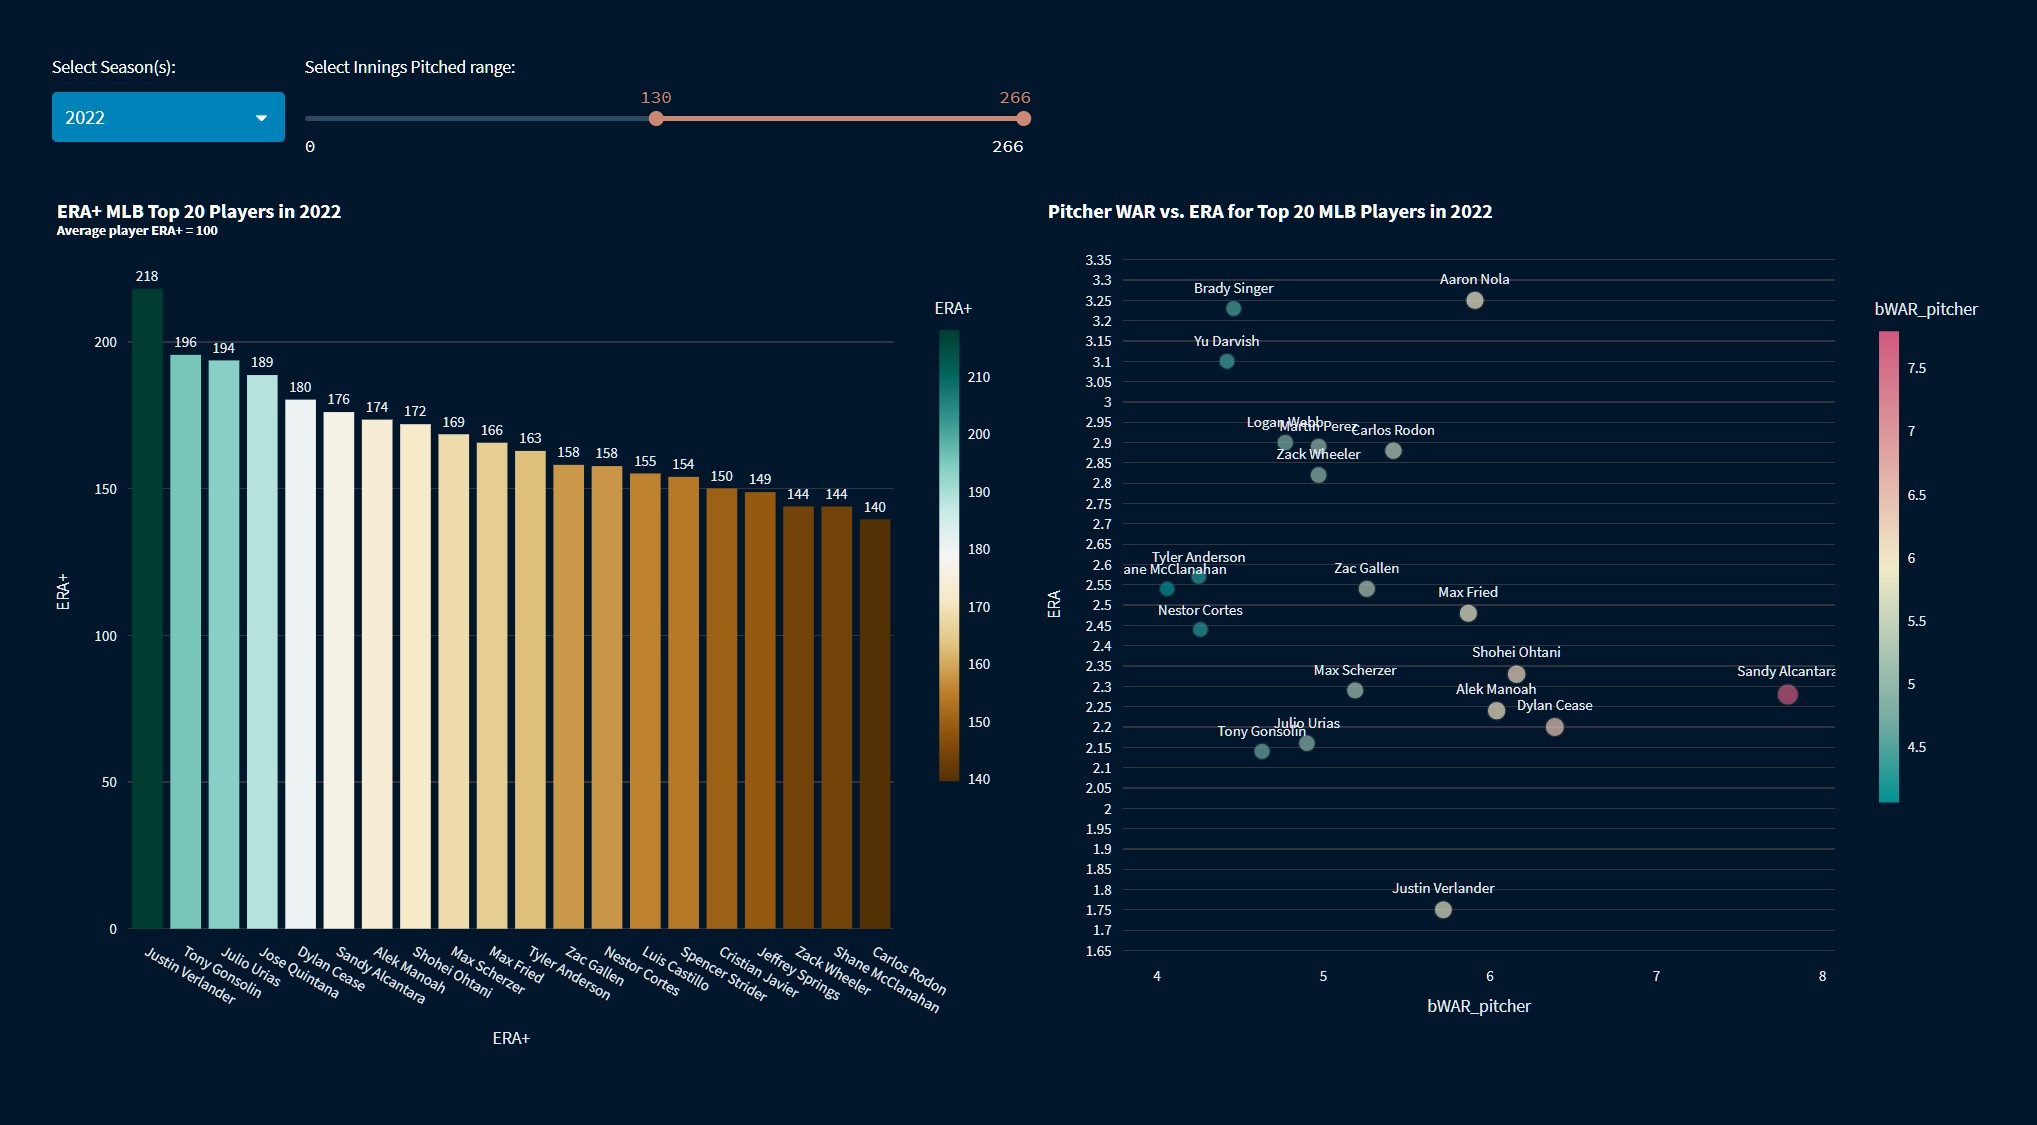 Select Season(s):
Select Innings Pitched range:
2022
130
266
0
266
ERA+ MLB Top 20 Players in 2022
Average player ERA+ = 100
218
196
194
189
180
176
174
172
169
166
163
158
158
155
154
150
149
144
144
140
200
150
100
50
0
ERA+
Justin Verlander
Tony Gonsolin
Julio Urias
Jose Quintana
Dylan Cease
Sandy Alcantara
Alek Manoah
Shohei Ohtani
Max Scherzer
Max Fried
Tyler Anderson
Zac Gallen
Nestor Cortes
Luis Castillo
Spencer Strider
Cristian Javier
Jeffrey Springs
Zack Wheeler
Shane McClanahan
Carlos Rodon
ERA+
ERA+
210
200
190
180
170
160
150
140
Pitcher WAR vs. ERA for Top 20 MLB Players in 2022
3.35
3.3
3.25
3.2
3.15
3.1
3.05
3
2.95
2.9
2.85
2.8
2.75
2.7
2.65
2.6
2.55
2.5
2.45
2.4
2.35
2.3
2.25
2.2
2.15
2.1
2.05
2
1.95
1.9
1.85
1.8
1.75
1.7
1.65
ERA
Aaron Nola
Brady Singer
Yu Darvish
Logan Webb
Martin Perez
Carlos Rodon
Zack Wheeler
Tyler Anderson
ane McClanahan
Zac Gallen
Max Fried
Nestor Cortes
Shohei Ohtani
Max Scherzer
Sandy Alcantara
Alek Manoah
Dylan Cease
Julio Urias
Tony Gonsolin
Justin Verlander
4
5
6
7
8
bWAR_pitcher
bWAR_pitcher
7.5
7
6.5
6
5.5
5
4.5